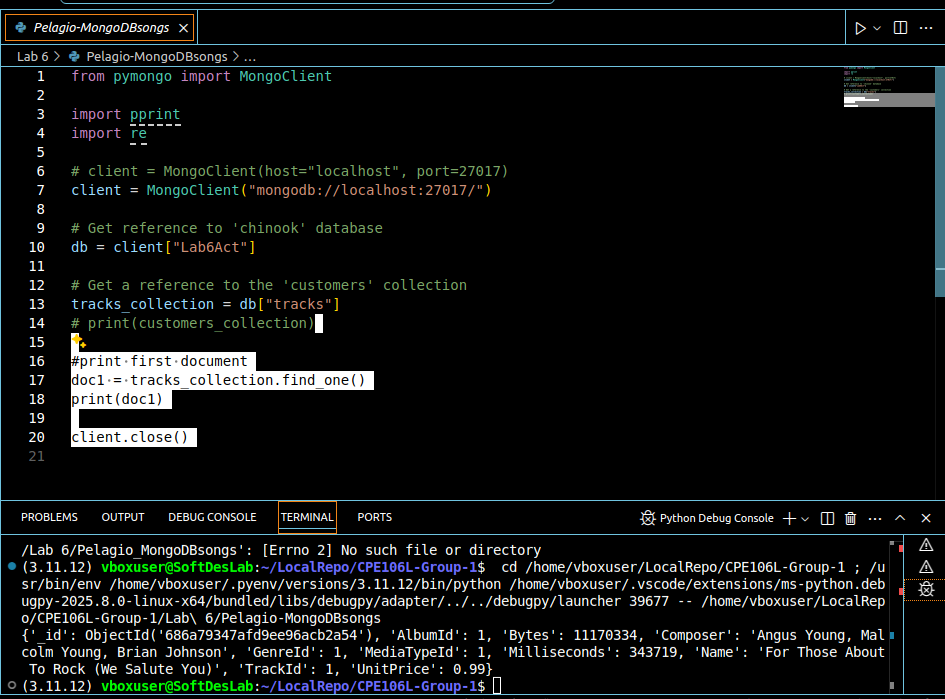 Pelagio-MongoDBsongs
Lab 6 > Pelagio-MongoDBsongs > ...
1 from pymongo import MongoClient
2
3 import pprint
4 import re
5
6 # client = MongoClient(host="localhost", port=27017)
7 client = MongoClient("mongodb://localhost:27017/")
8
9 # Get reference to 'chinook' database
10 db = client["Lab6Act"]
11
12 # Get a reference to the 'customers' collection
13 tracks_collection = db["tracks"]
14 # print(customers_collection)
15
16 #print first document
17 doc1 = tracks_collection.find_one()
18 print(doc1)
19
20 client.close()
21
PROBLEMS OUTPUT DEBUG CONSOLE TERMINAL PORTS Python Debug Console
/Lab 6/Pelagio_MongoDBsongs': [Errno 2] No such file or directory
(3.11.12) vboxuser@SoftDesLab:~/LocalRepo/CPE106L-Group-1$  cd /home/vboxuser/LocalRepo/CPE106L-Group-1 ; /u
sr/bin/env /home/vboxuser/.pyenv/versions/3.11.12/bin/python /home/vboxuser/.vscode/extensions/ms-python.deb
ugpy-2025.8.0-linux-x64/bundled/libs/debugpy/adapter/../../debugpy/launcher 39677 -- /home/vboxuser/LocalRep
o/CPE106L-Group-1/Lab\ 6/Pelagio-MongoDBsongs
{'_id': ObjectId('686a79347afd9ee96acb2a54'), 'AlbumId': 1, 'Bytes': 11170334, 'Composer': 'Angus Young, Mal
colm Young, Brian Johnson', 'GenreId': 1, 'MediaTypeId': 1, 'Milliseconds': 343719, 'Name': 'For Those About
 To Rock (We Salute You)', 'TrackId': 1, 'UnitPrice': 0.99}
(3.11.12) vboxuser@SoftDesLab:~/LocalRepo/CPE106L-Group-1$